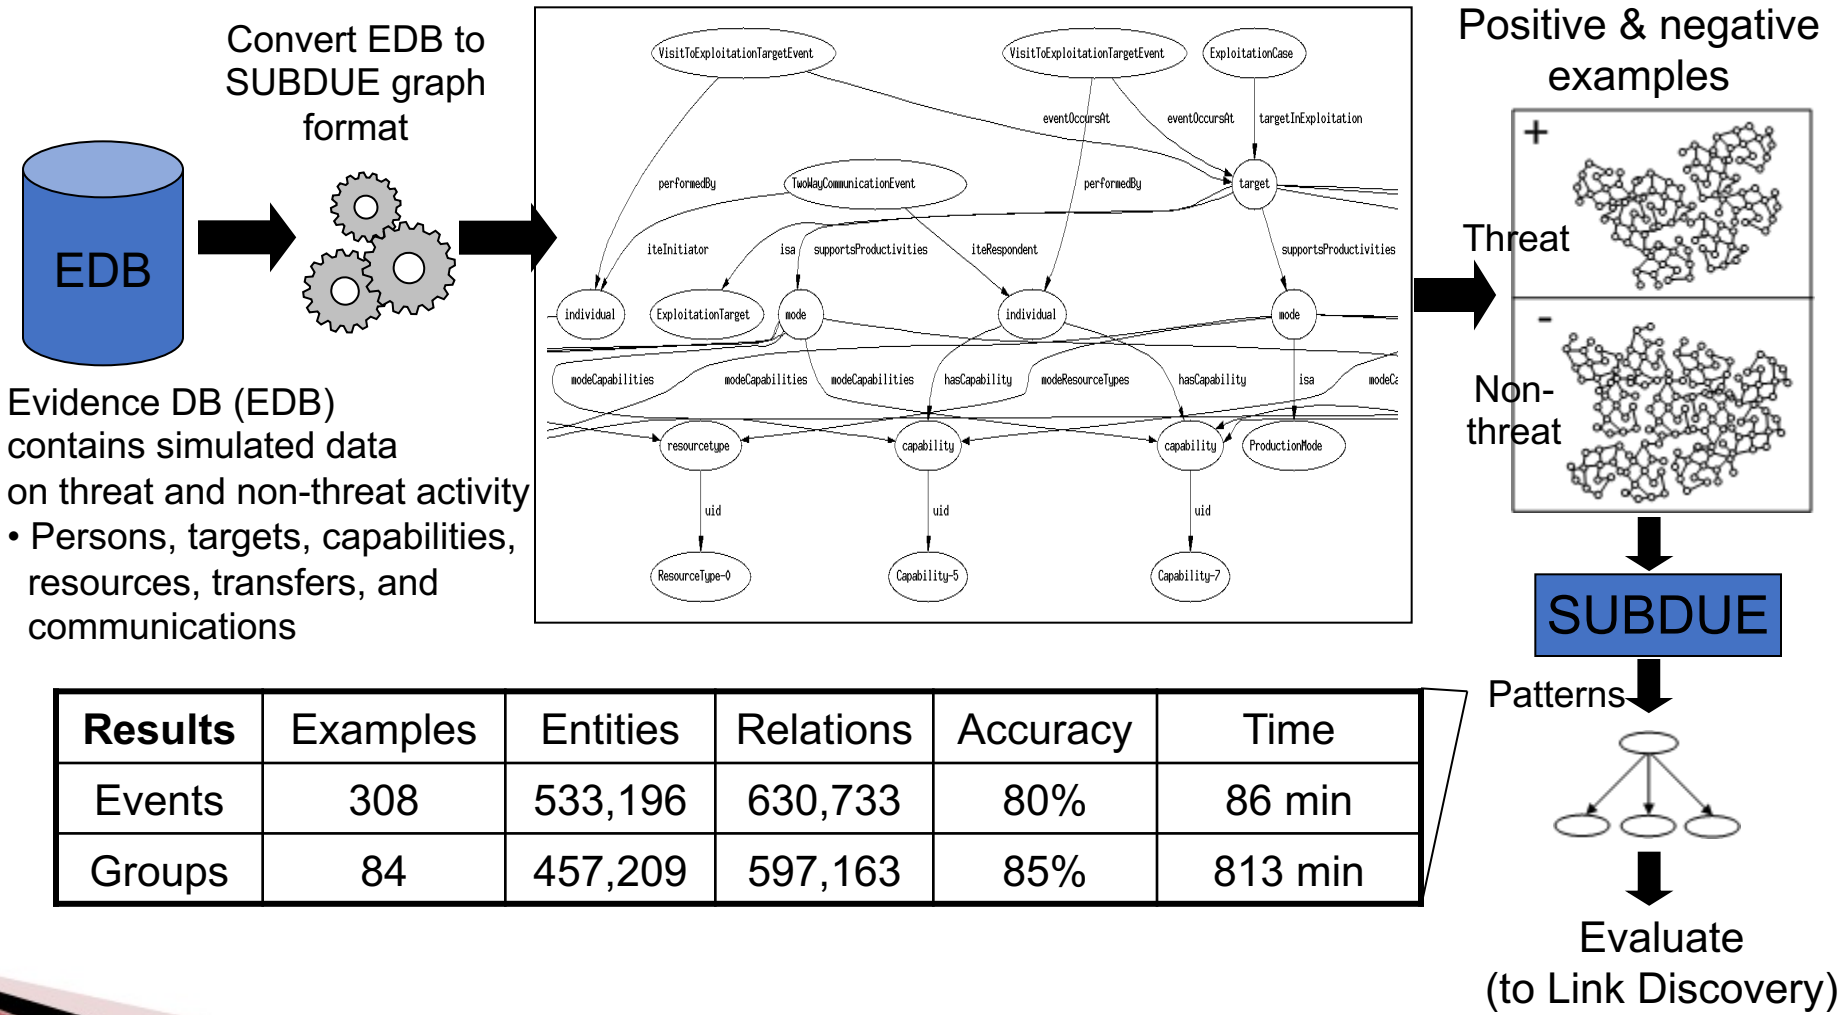 Convert EDB to
SUBDUE graph
format
EDB
Evidence DB (EDB)
contains simulated data
on threat and non-threat activity
• Persons, targets, capabilities,
resources, transfers, and
communications
VisitToExploitationTargetEvent
VisitToExploitationTargetEvent
ExploitationCase
eventOccursAt
eventOccursAt
targetInExploitation
performedBy
TwoWayCommunicationEvent
performedBy
target
iteInitiator
isa
supportsProductivities
iteRespondent
supportsProductivities
individual
ExploitationTarget
mode
individual
mode
modeCapabilities
modeCapabilities
modeCapabilities
hasCapability
modeResourceTypes
hasCapability
isa
modeCa
resourcetype
capability
capability
ProductionMode
uid
uid
uid
ResourceType-0
Capability-5
Capability-7
Positive & negative
examples
+
Threat
-
Non-
threat
SUBDUE
Patterns
Evaluate
(to Link Discovery)
Results Examples Entities Relations Accuracy Time
Events 308 533,196 630,733 80% 86 min
Groups 84 457,209 597,163 85% 813 min